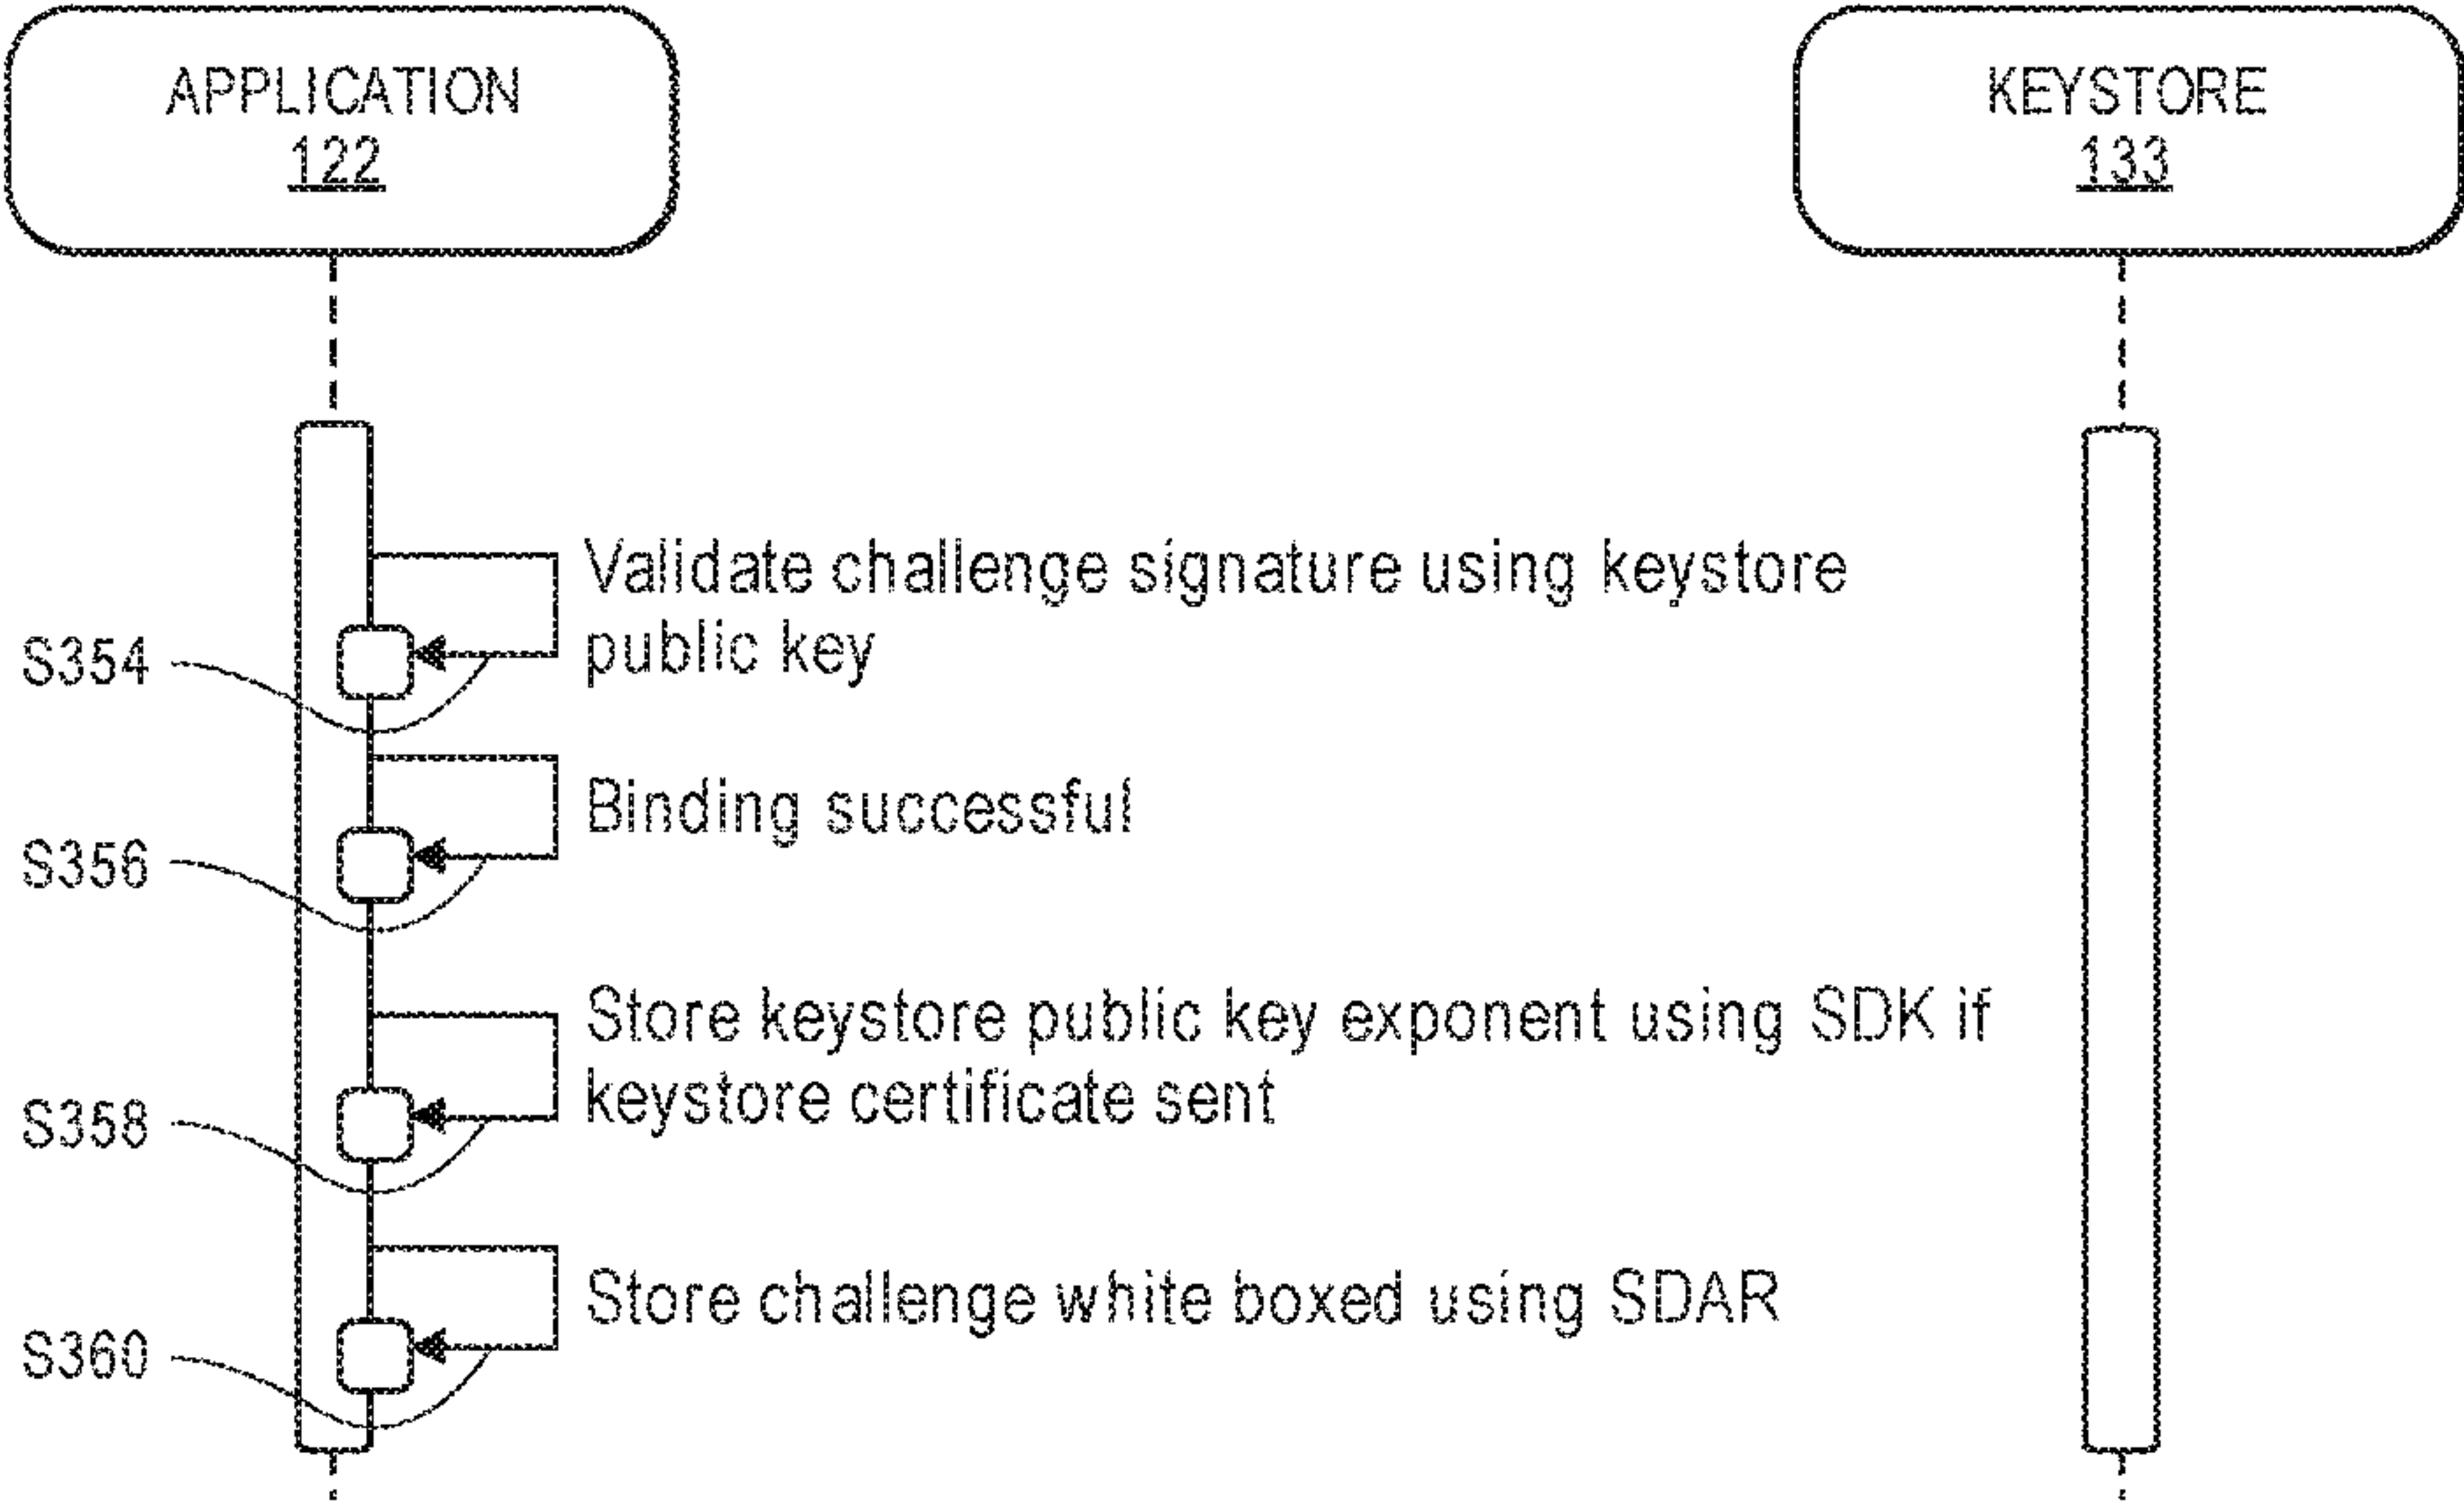 APPLICATION
122
KEYSTORE
133
Validate challenge signature using keystore
public key
S354
Binding successful
S356
Store keystore public key exponent using SDK if
keystore certificate sent
S358
Store challenge white boxed using SDAR
S360